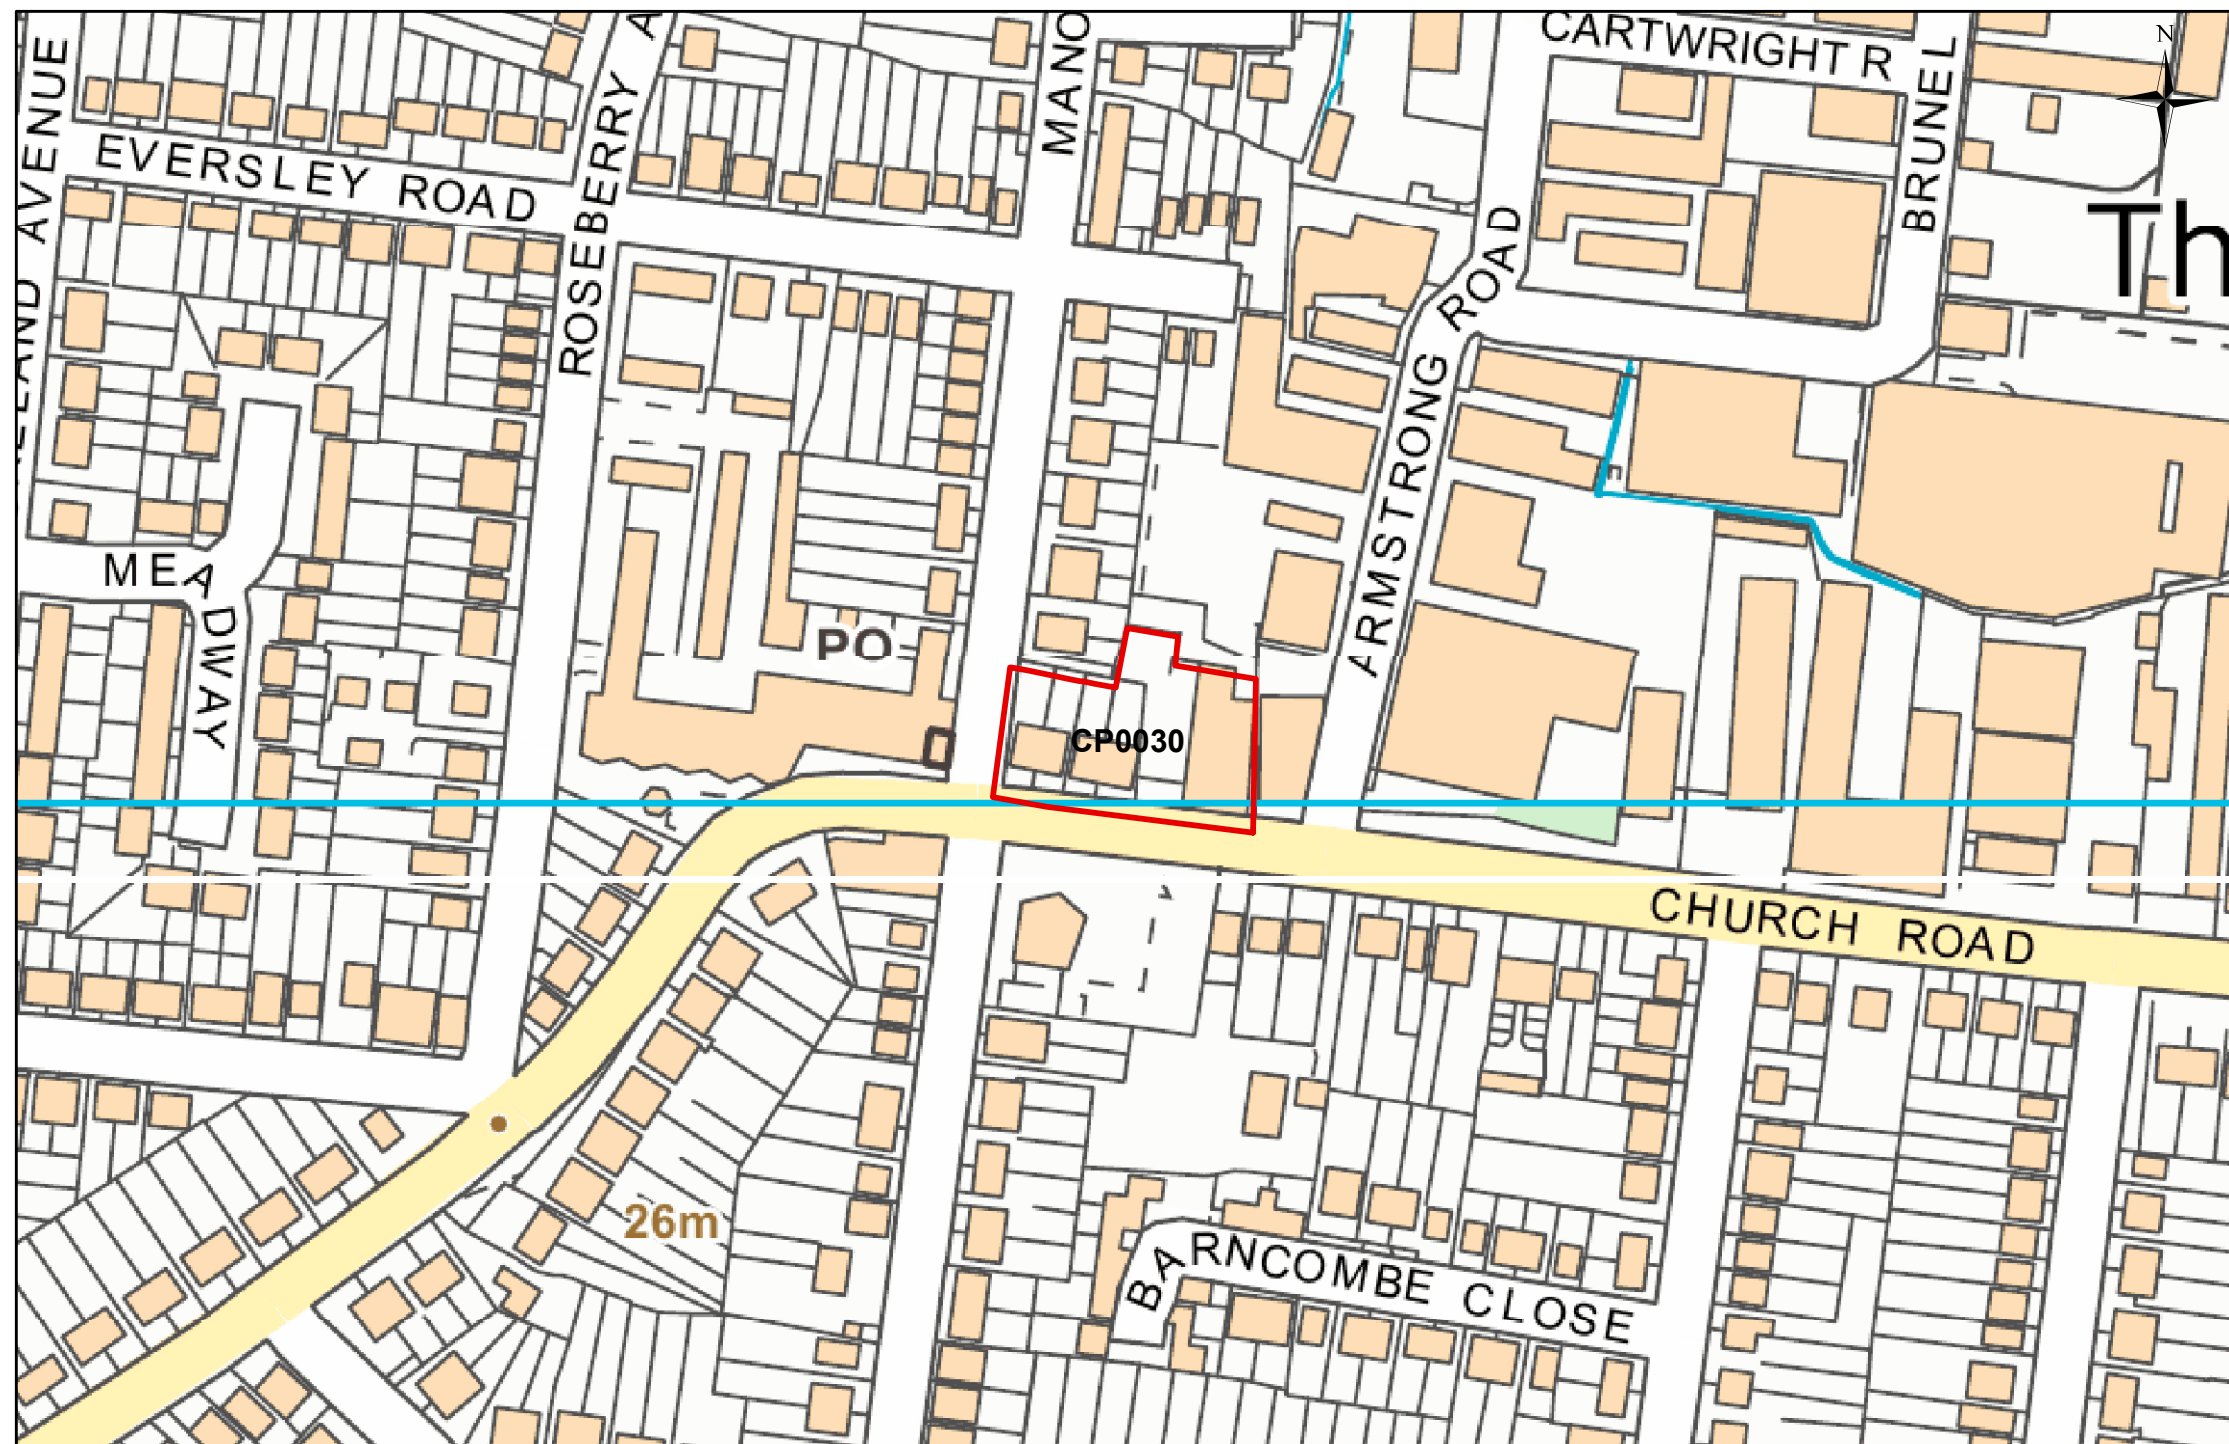 N
CARTWRIGHT R
MANO
BRUNEL
AVENUE
EVERSLEY ROAD
ROSEBERRY A
Th
ARMSTRONG ROAD
MEADWAY
PO
CP0030
CHURCH ROAD
26m
BARNCOMBE CLOSE